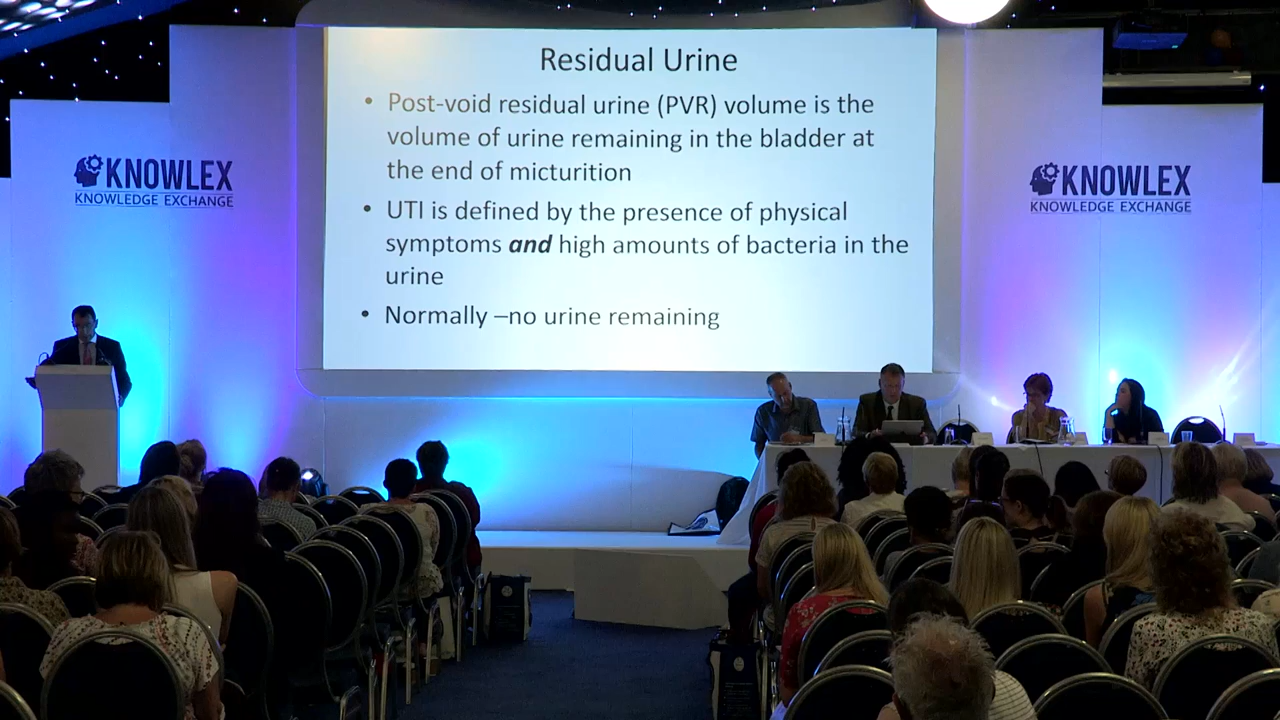 Residual Urine
• Post-void residual urine (PVR) volume is the
volume of urine remaining in the bladder at
the end of micturition
• UTI is defined by the presence of physical
symptoms and high amounts of bacteria in the
urine
• Normally –no urine remaining
KNOWLEX
KNOWLEDGE EXCHANGE
KNOWLEX
KNOWLEDGE EXCHANGE